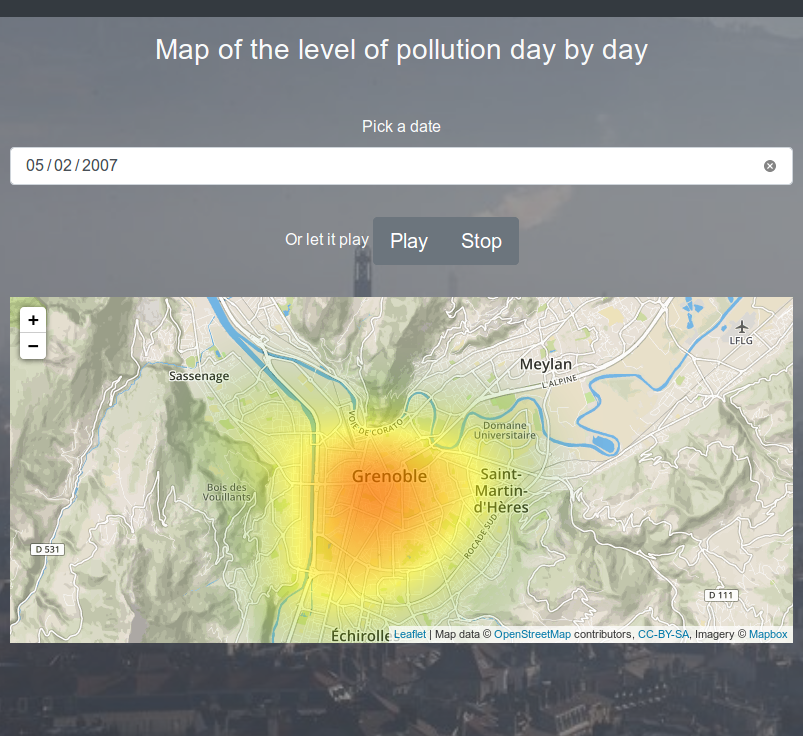 Map of the level of pollution day by day
Pick a date
05 / 02 / 2007
Or let it play Play Stop
+
−
LFLG
Meylan
Sassenage
L'ALPINE
VOIE DE CORATO
Domaine
Universitaire
Grenoble
Saint-
Martin-
d'Hères
Bois des
Vouillants
ROCADE SUD
D 531
D 111
Échirolle
Leaflet | Map data © OpenStreetMap contributors, CC-BY-SA, Imagery © Mapbox